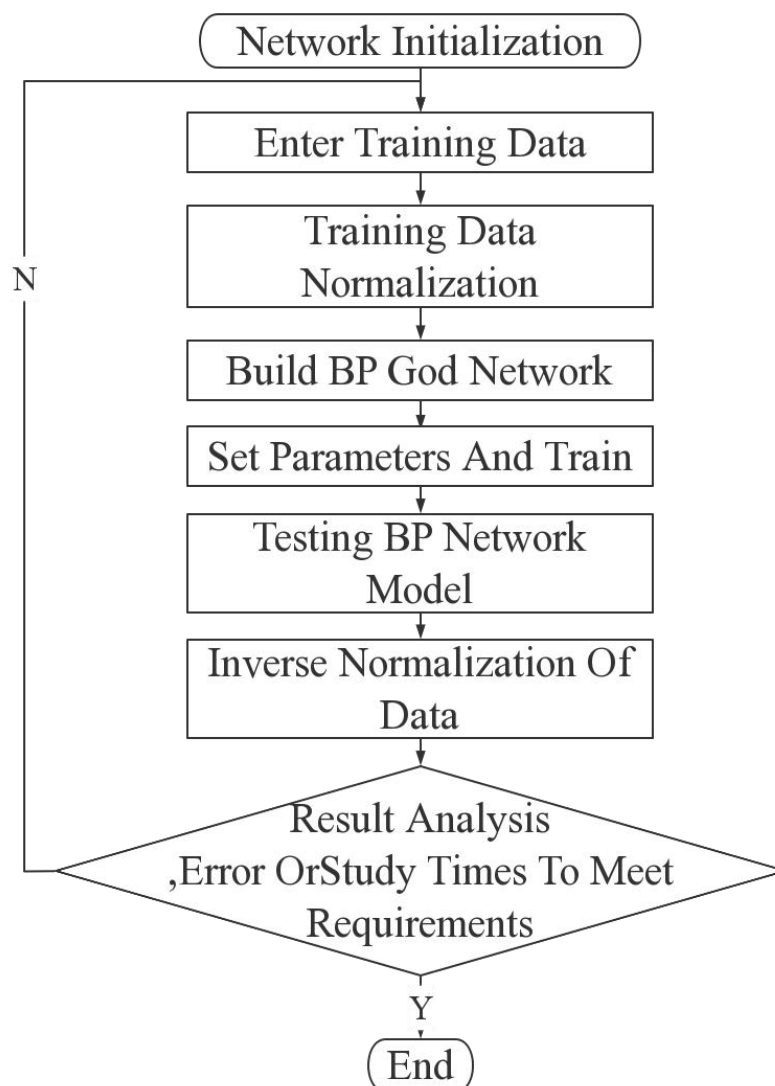 Network Initialization
Enter Training Data
Training Data
Normalization
N
Build BP God Network
Set Parameters And Train
Testing BP Network
Model
Inverse Normalization Of
Data
Result Analysis
,Error OrStudy Times To Meet
Requirements
Y
End